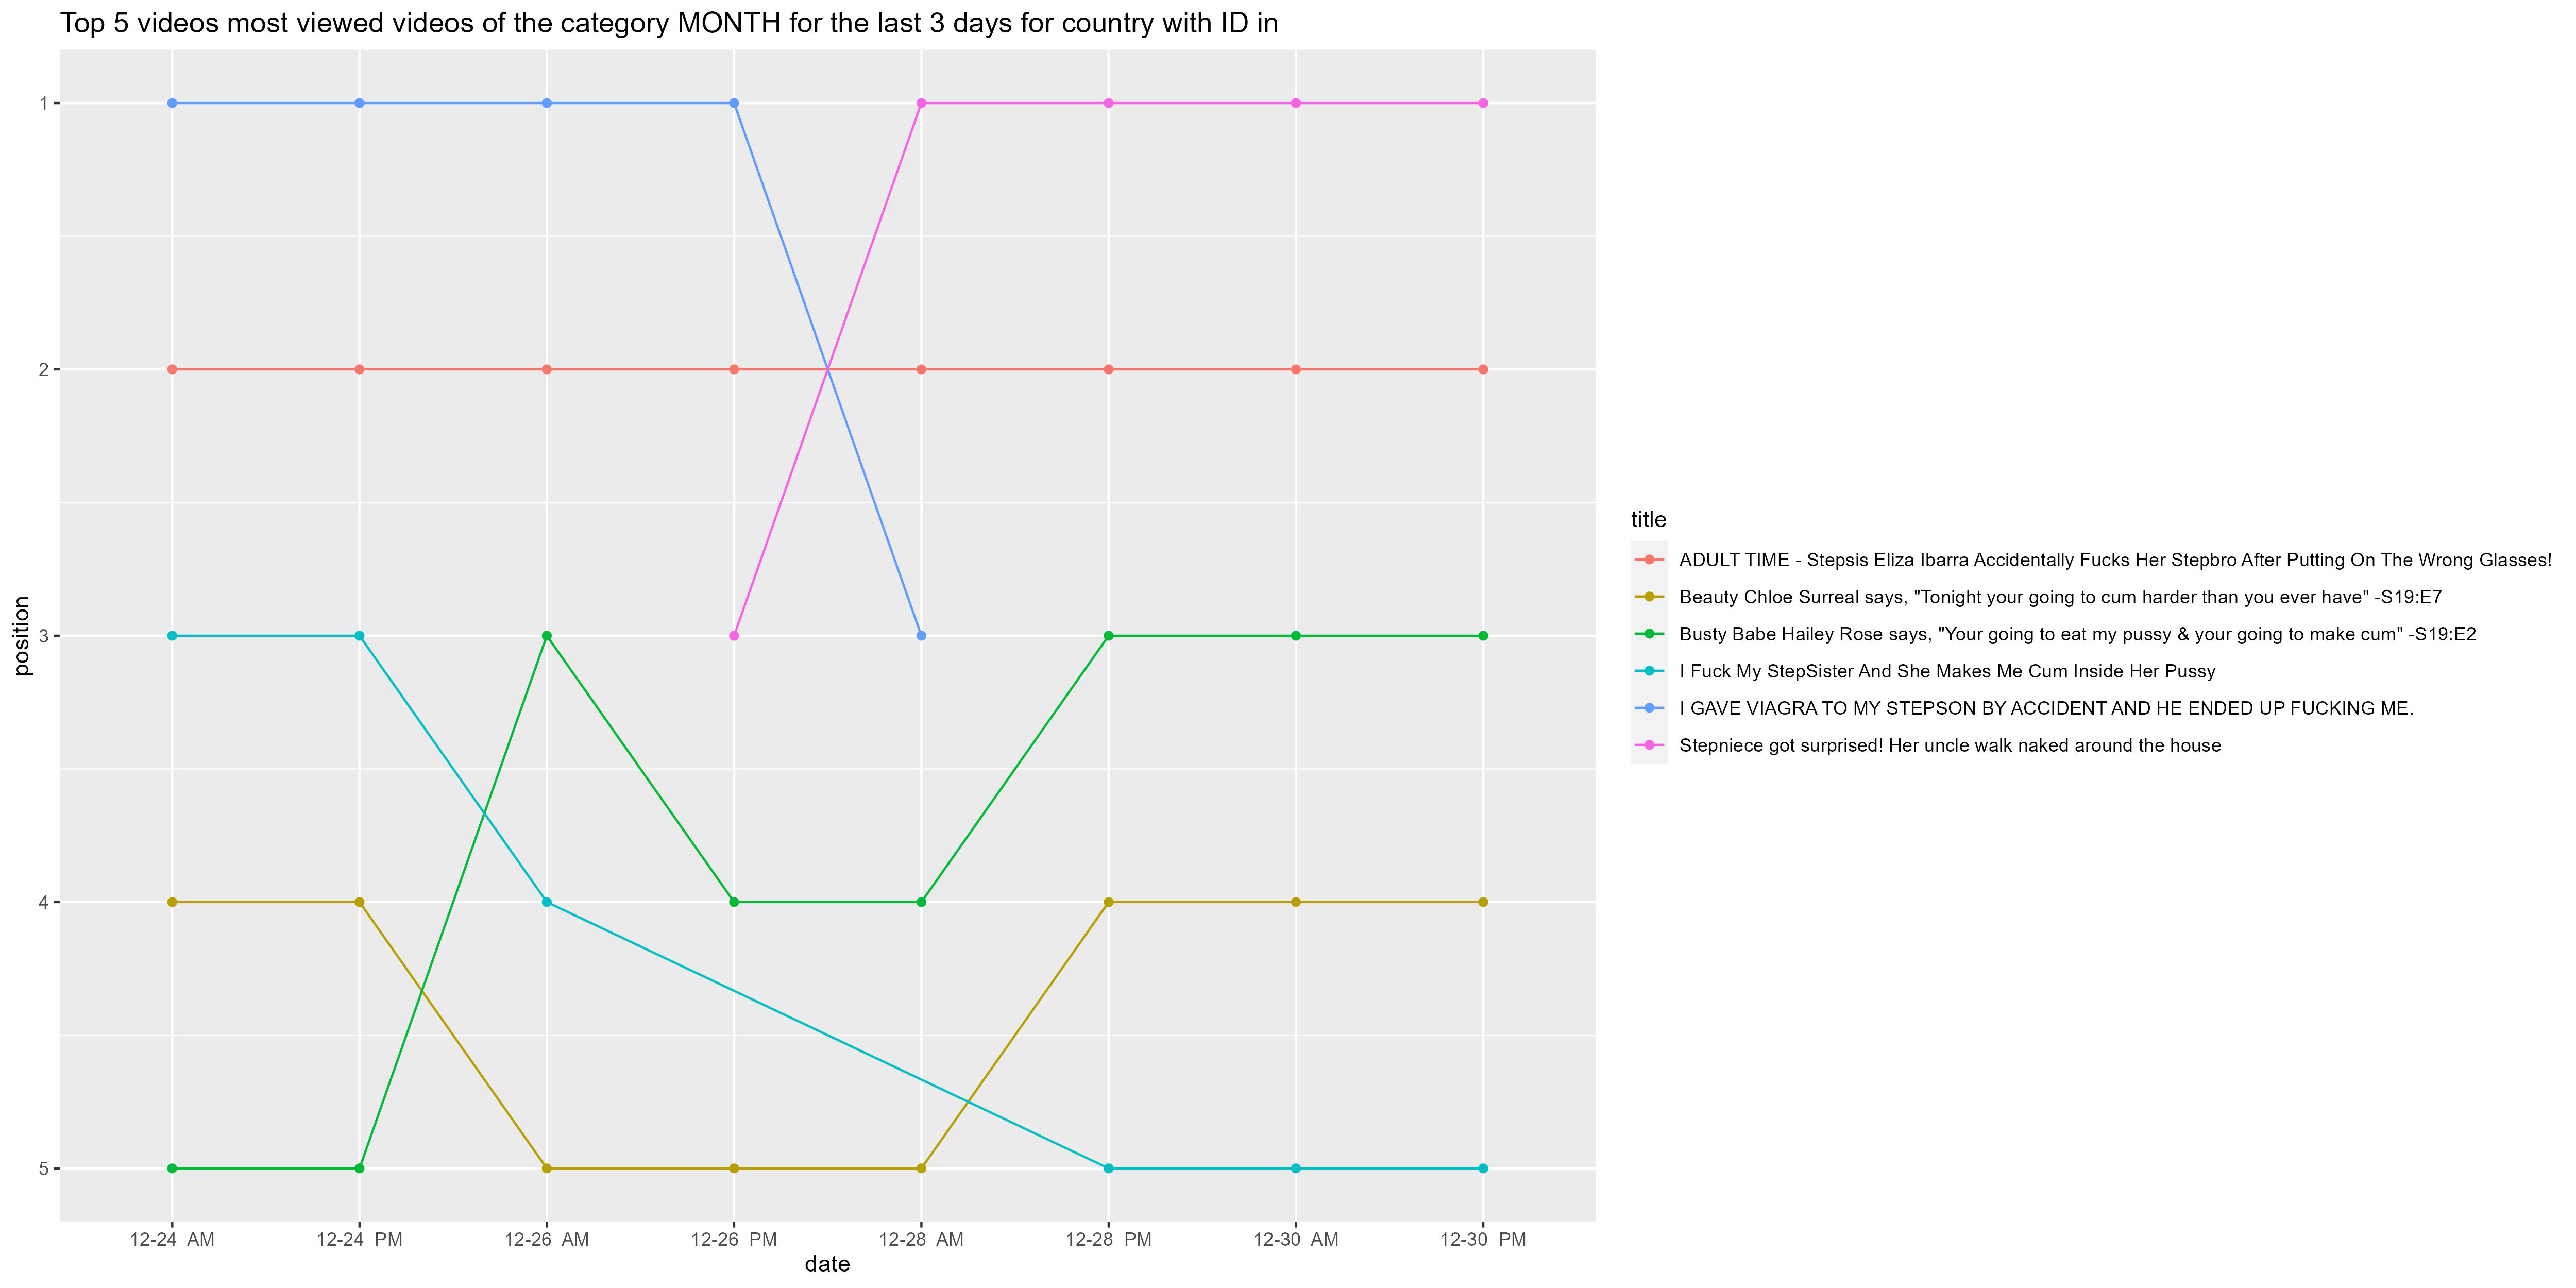 Top 5 videos most viewed videos of the category MONTH for the last 3 days for country with ID in
position
1
2
3
4
5
12-24 AM
12-24 PM
12-26 AM
12-26 PM
12-28 AM
12-28 PM
12-30 AM
12-30 PM
date
title
ADULT TIME - Stepsis Eliza Ibarra Accidentally Fucks Her Stepbro After Putting On The Wrong Glasses!
Beauty Chloe Surreal says, "Tonight your going to cum harder than you ever have" -S19:E7
Busty Babe Hailey Rose says, "Your going to eat my pussy & your going to make cum" -S19:E2
I Fuck My StepSister And She Makes Me Cum Inside Her Pussy
I GAVE VIAGRA TO MY STEPSON BY ACCIDENT AND HE ENDED UP FUCKING ME.
Stepniece got surprised! Her uncle walk naked around the house